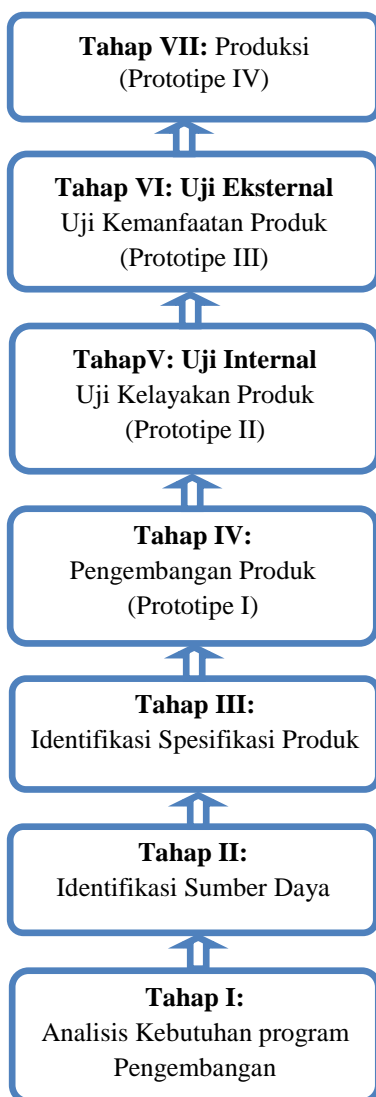 Tahap VII: Produksi
(Prototipe IV)
Tahap VI: Uji Eksternal
Uji Kemanfaatan Produk
(Prototipe III)
TahapV: Uji Internal
Uji Kelayakan Produk
(Prototipe II)
Tahap IV:
Pengembangan Produk
(Prototipe I)
Tahap III:
Identifikasi Spesifikasi Produk
Tahap II:
Identifikasi Sumber Daya
Tahap I:
Analisis Kebutuhan program
Pengembangan